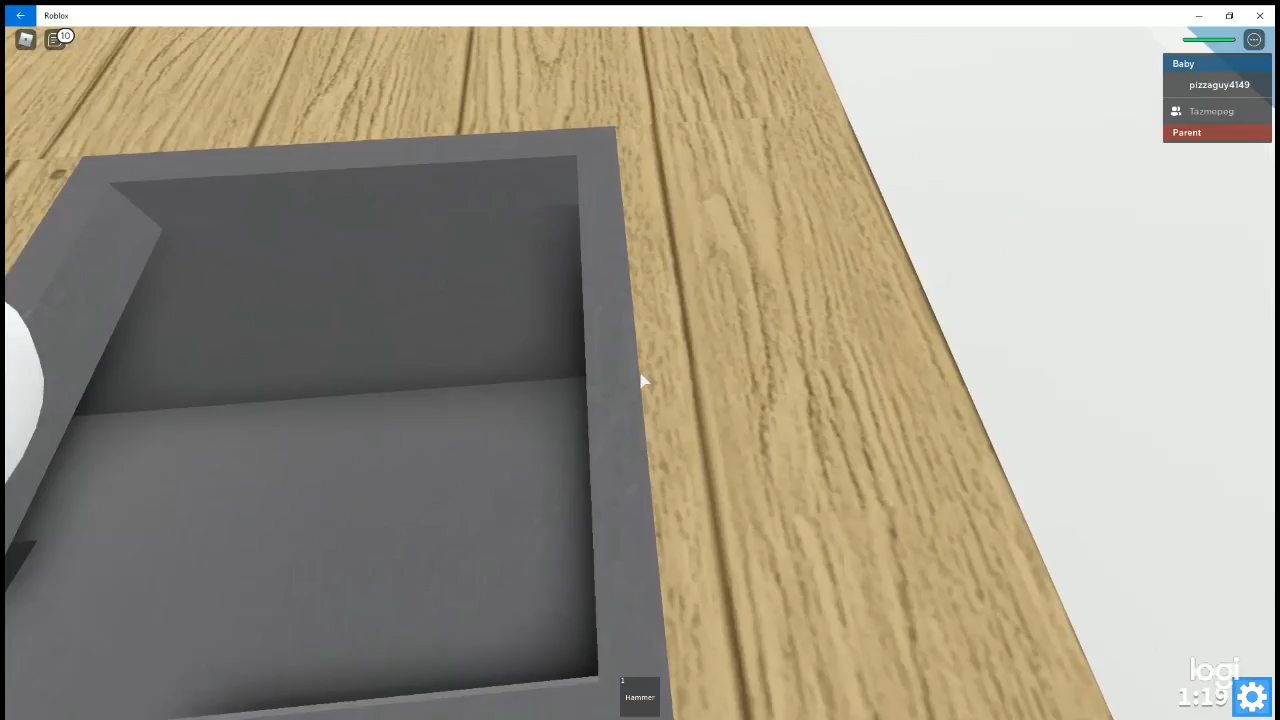 Roblox
10
Baby
pizzaguy4149
Tazmepeg
Parent
1
Hammer
logi
1:19